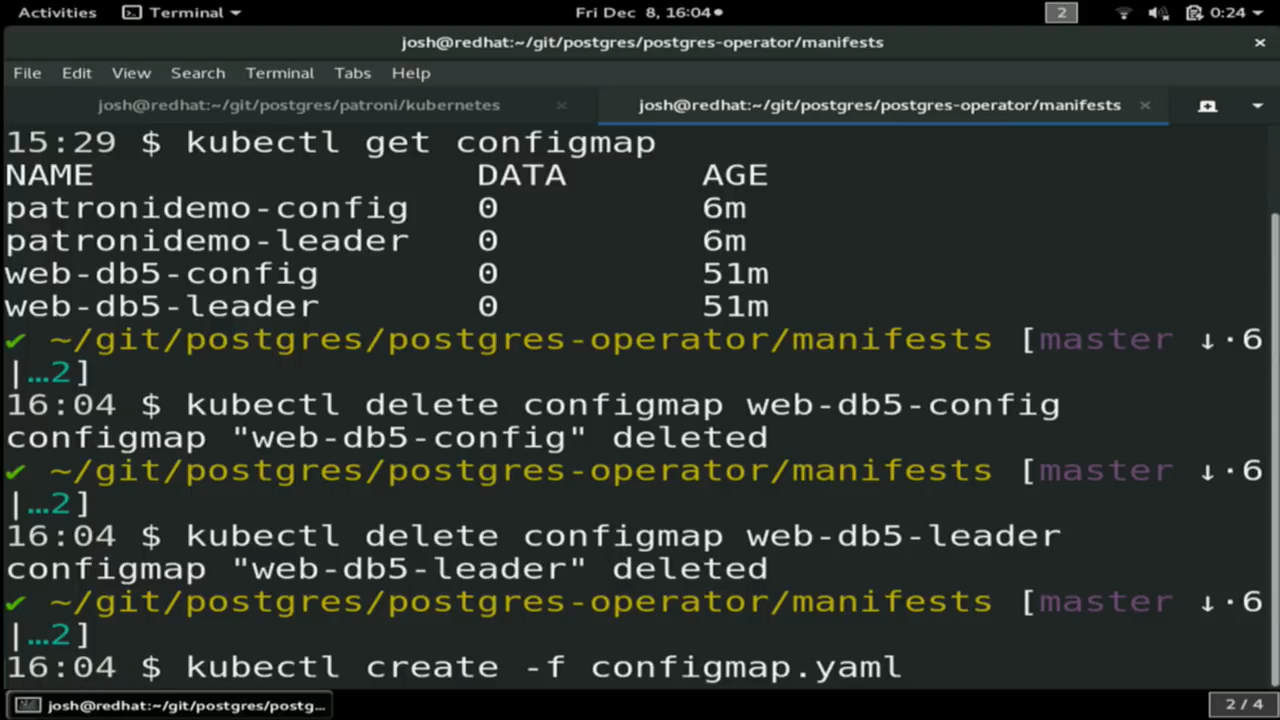 Activities Terminal Fri Dec 8, 16:04 2 0:24
josh@redhat:~/git/postgres/postgres-operator/manifests ×
File Edit View Search Terminal Tabs Help
josh@redhat:~/git/postgres/patroni/kubernetes × josh@redhat:~/git/postgres/postgres-operator/manifests ×
15:29 $ kubectl get configmap
NAME DATA AGE
patronidemo-config 0 6m
patronidemo-leader 0 6m
web-db5-config 0 51m
web-db5-leader 0 51m
✔ ~/git/postgres/postgres-operator/manifests [master ↓·6
|…2]
16:04 $ kubectl delete configmap web-db5-config
configmap "web-db5-config" deleted
✔ ~/git/postgres/postgres-operator/manifests [master ↓·6
|…2]
16:04 $ kubectl delete configmap web-db5-leader
configmap "web-db5-leader" deleted
✔ ~/git/postgres/postgres-operator/manifests [master ↓·6
|…2]
16:04 $ kubectl create -f configmap.yaml
josh@redhat:~/git/postgres/postg... 2 / 4